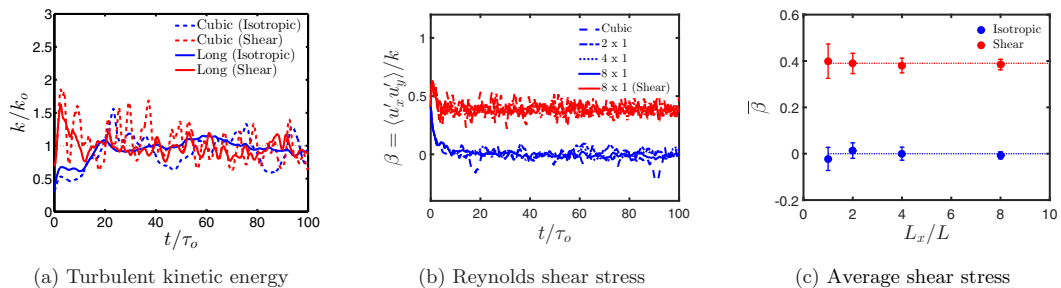 3
2.5
2
1.5
1
0.5
0
0 20 40 60 80 100
k/k_o
t/τ_o
Cubic (Isotropic)
Cubic (Shear)
Long (Isotropic)
Long (Shear)
(a) Turbulent kinetic energy
1
0.5
0
0 20 40 60 80 100
β = ⟨u′_x u′_y⟩/k
t/τ_o
Cubic
2 x 1
4 x 1
8 x 1
8 x 1 (Shear)
(b) Reynolds shear stress
0.6
0.4
0.2
0
-0.2
0 2 4 6 8 10
β̅
L_x/L
Isotropic
Shear
(c) Average shear stress